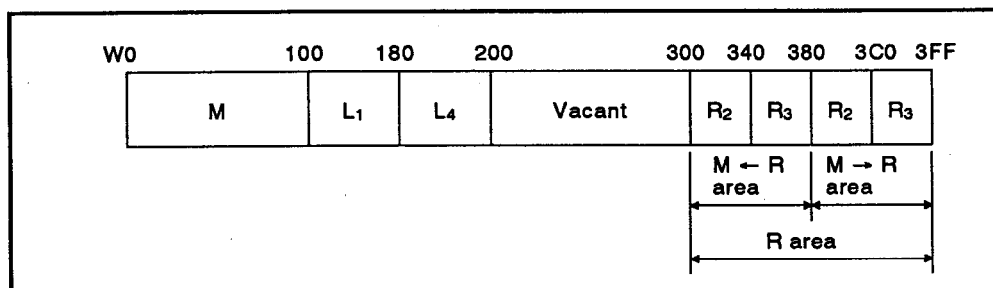 W0 100 180 200 300 340 380 3C0 3FF
M L₁ L₄ Vacant R₂ R₃ R₂ R₃
M ← R M → R
area area
R area